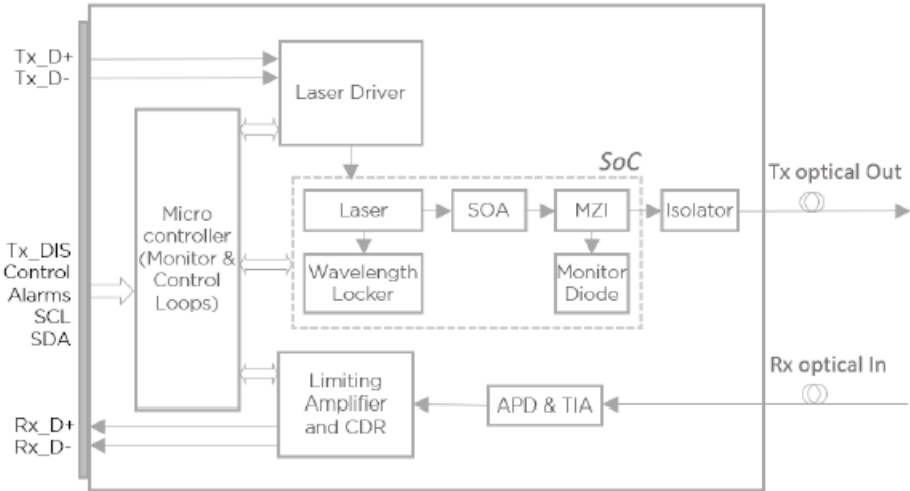 Tx_D+
Tx_D-
Laser Driver
SoC
Tx optical Out
Laser
SOA
MZI
Isolator
Micro
controller
(Monitor &
Control
Loops)
Wavelength
Locker
Monitor
Diode
Tx_DIS
Control
Alarms
SCL
SDA
Rx optical In
Limiting
Amplifier
and CDR
APD & TIA
Rx_D+
Rx_D-